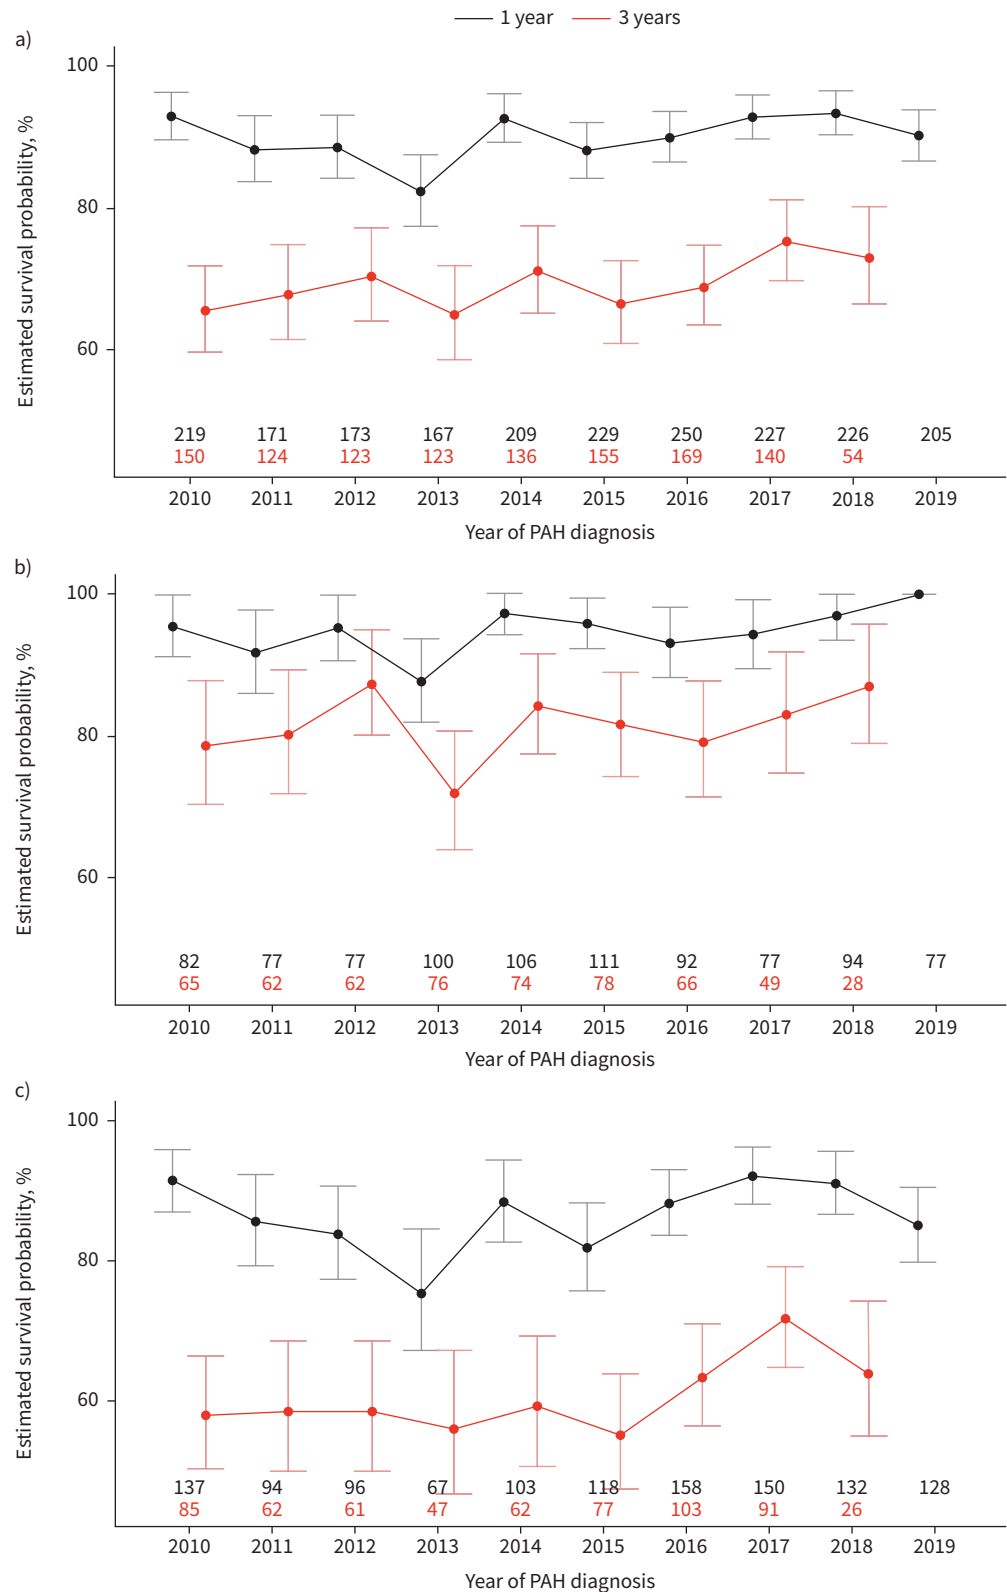 1 year 3 years
a)
100
80
60
Estimated survival probability, %
219 171 173 167 209 229 250 227 226 205
150 124 123 123 136 155 169 140 54
2010 2011 2012 2013 2014 2015 2016 2017 2018 2019
Year of PAH diagnosis
b)
100
80
60
Estimated survival probability, %
82 77 77 100 106 111 92 77 94 77
65 62 62 76 74 78 66 49 28
2010 2011 2012 2013 2014 2015 2016 2017 2018 2019
Year of PAH diagnosis
c)
100
80
60
Estimated survival probability, %
137 94 96 67 103 118 158 150 132 128
85 62 61 47 62 77 103 91 26
2010 2011 2012 2013 2014 2015 2016 2017 2018 2019
Year of PAH diagnosis